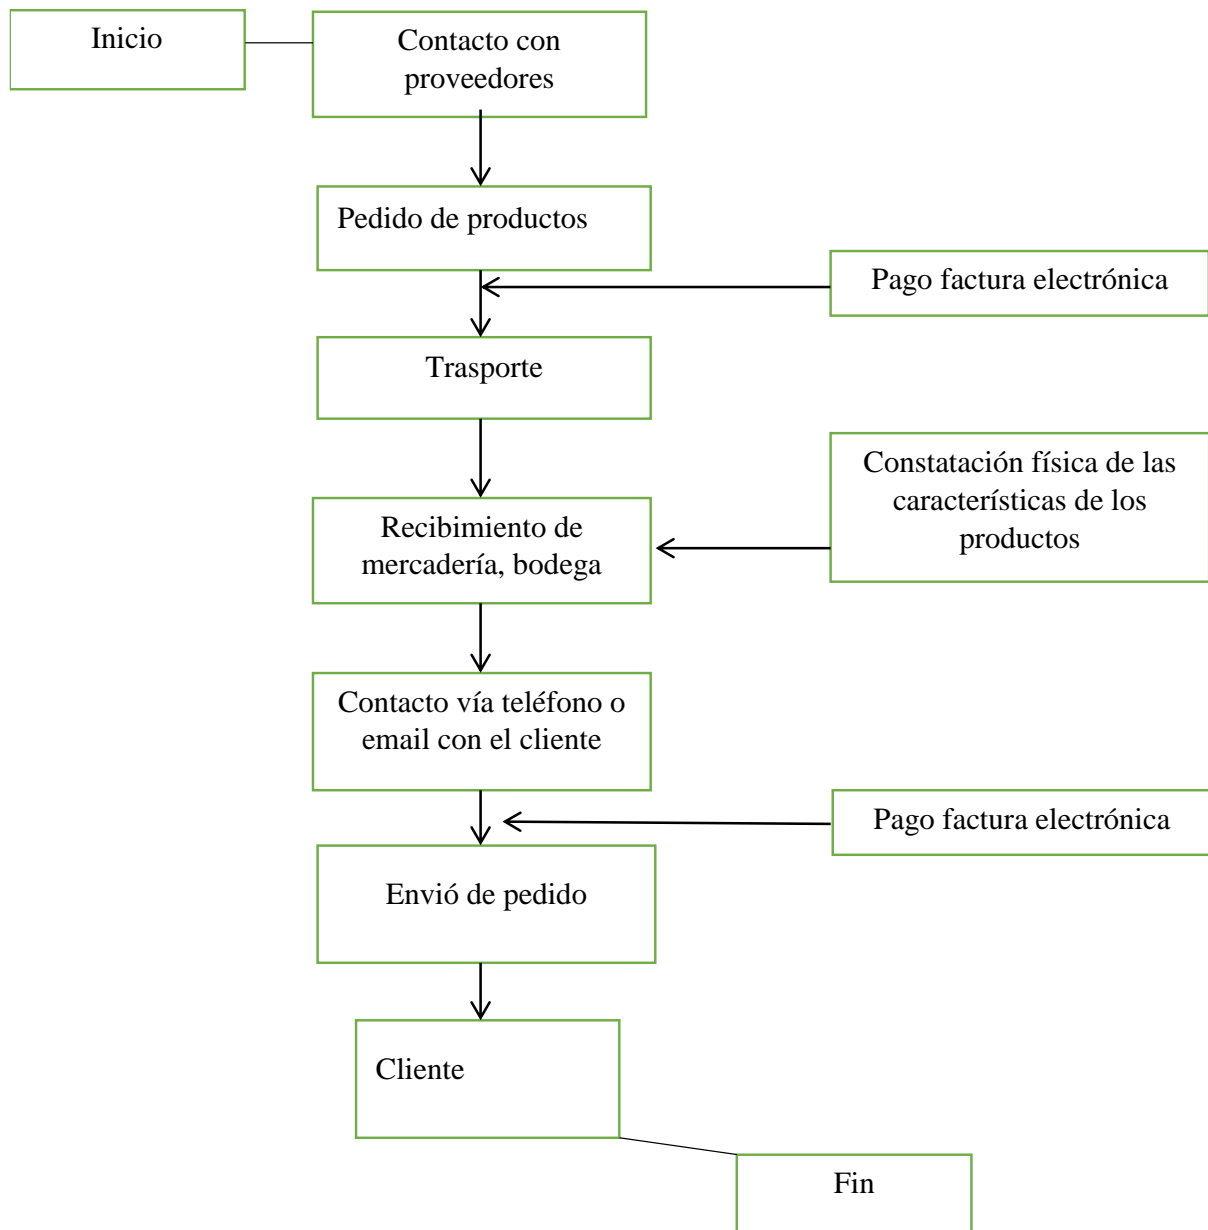 Inicio
Contacto con
proveedores
Pedido de productos
Pago factura electrónica
Trasporte
Constatación física de las
características de los
productos
Recibimiento de
mercadería, bodega
Contacto vía teléfono o
email con el cliente
Pago factura electrónica
Envió de pedido
Cliente
Fin